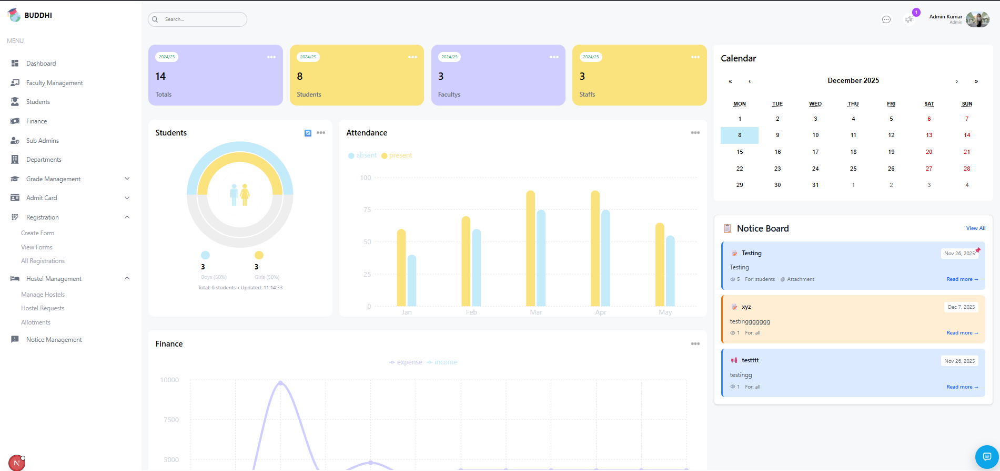 BUDDHI
Search...
1
Admin Kumar
Admin
MENU
Dashboard
Faculty Management
Students
Finance
Sub Admins
Departments
Grade Management
Admit Card
Registration
Create Form
View Forms
All Registrations
Hostel Management
Manage Hostels
Hostel Requests
Allotments
Notice Management
N
2024/25
14
Totals
2024/25
8
Students
2024/25
3
Facultys
2024/25
3
Staffs
Students
3
Boys (50%)
3
Girls (50%)
Total: 6 students • Updated: 11:14:33
Attendance
absent present
100
75
50
25
0
Jan Feb Mar Apr May
Finance
expense income
10000
7500
5000
Calendar
« ‹ December 2025 › »
MON TUE WED THU FRI SAT SUN
1 2 3 4 5 6 7
8 9 10 11 12 13 14
15 16 17 18 19 20 21
22 23 24 25 26 27 28
29 30 31 1 2 3 4
Notice Board View All
Testing Nov 26, 2025
Testing
5 For: students Attachment Read more →
xyz Dec 7, 2025
testinggggggg
1 For: all Read more →
testttt Nov 26, 2025
testingg
1 For: all Read more →